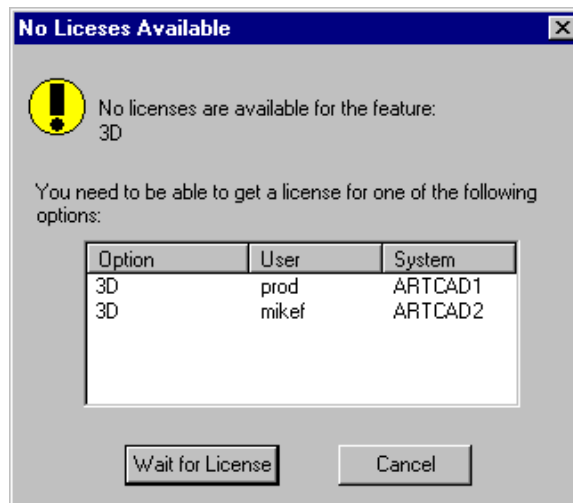 No Liceses Available
No licenses are available for the feature:
3D
You need to be able to get a license for one of the following
options:
Option User System
3D prod ARTCAD1
3D mikef ARTCAD2
Wait for License Cancel